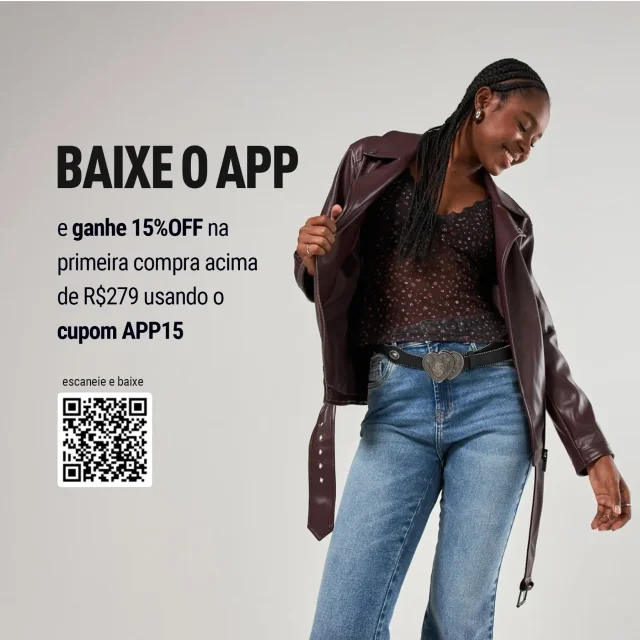 BAIXE O APP
e ganhe 15%OFF na
primeira compra acima
de R$279 usando o
cupom APP15
escaneie e baixe